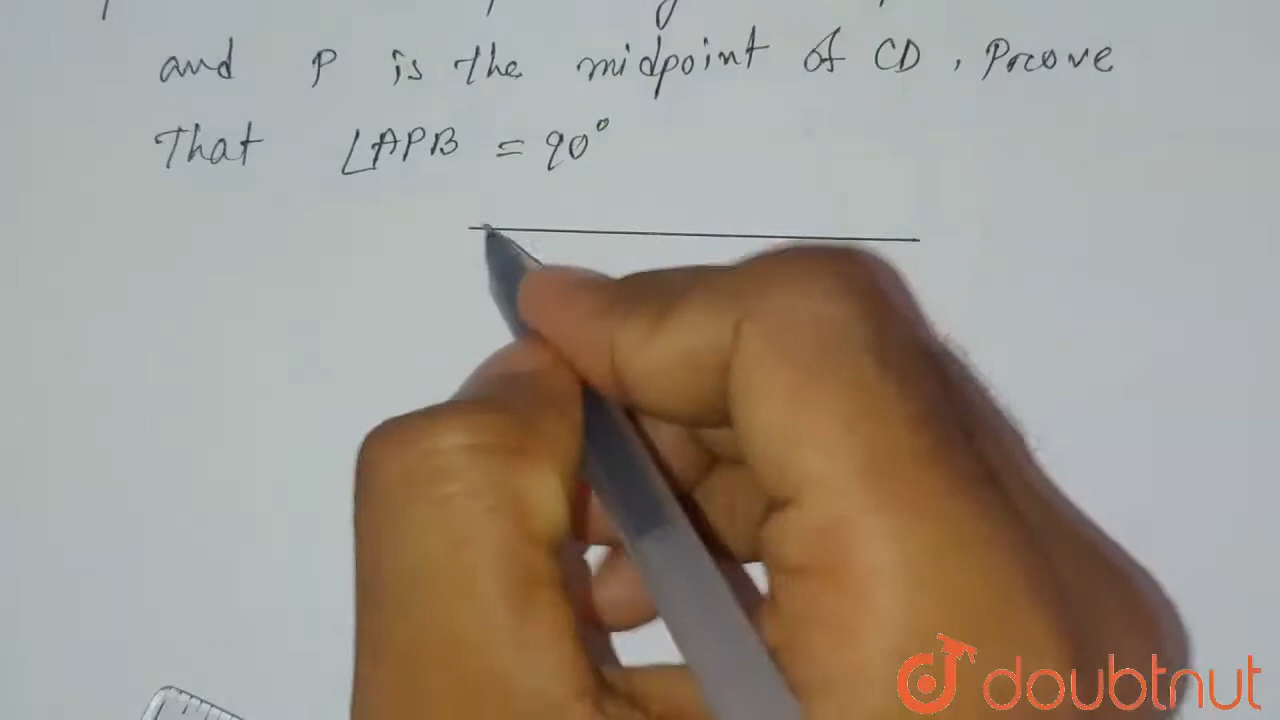 and P is the midpoint of CD, Prove
That ∠APB = 90°
doubtnut